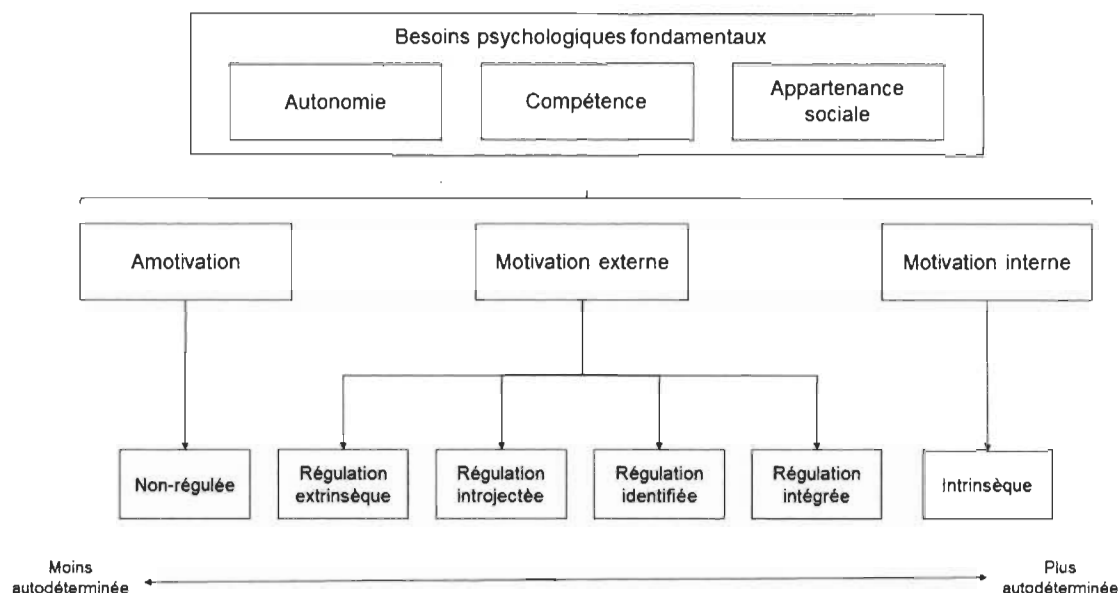 Besoins psychologiques fondamentaux
Autonomie
Compétence
Appartenance
sociale
Amotivation
Motivation externe
Motivation interne
Non-régulée
Régulation
extrinsèque
Régulation
introjectèe
Régulation
identifiée
Régulation
intégrée
Intrinsèque
Moins
autodéterminée
Plus
autodéterminée